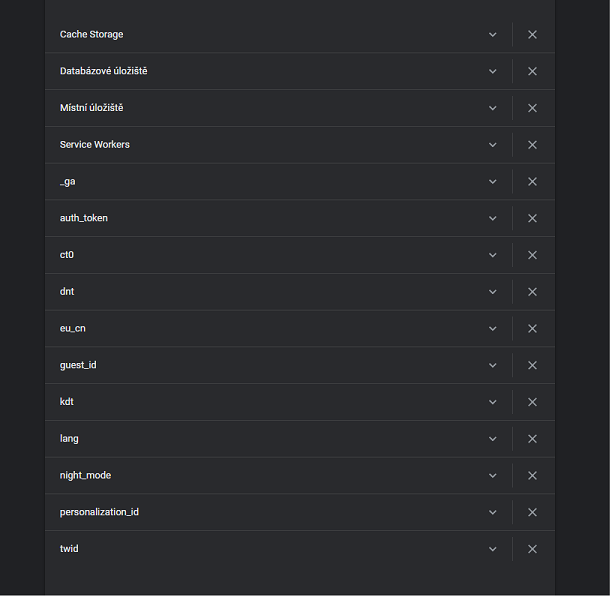 Cache Storage
Databázové úložiště
Místní úložiště
Service Workers
_ga
auth_token
ct0
dnt
eu_cn
guest_id
kdt
lang
night_mode
personalization_id
twid